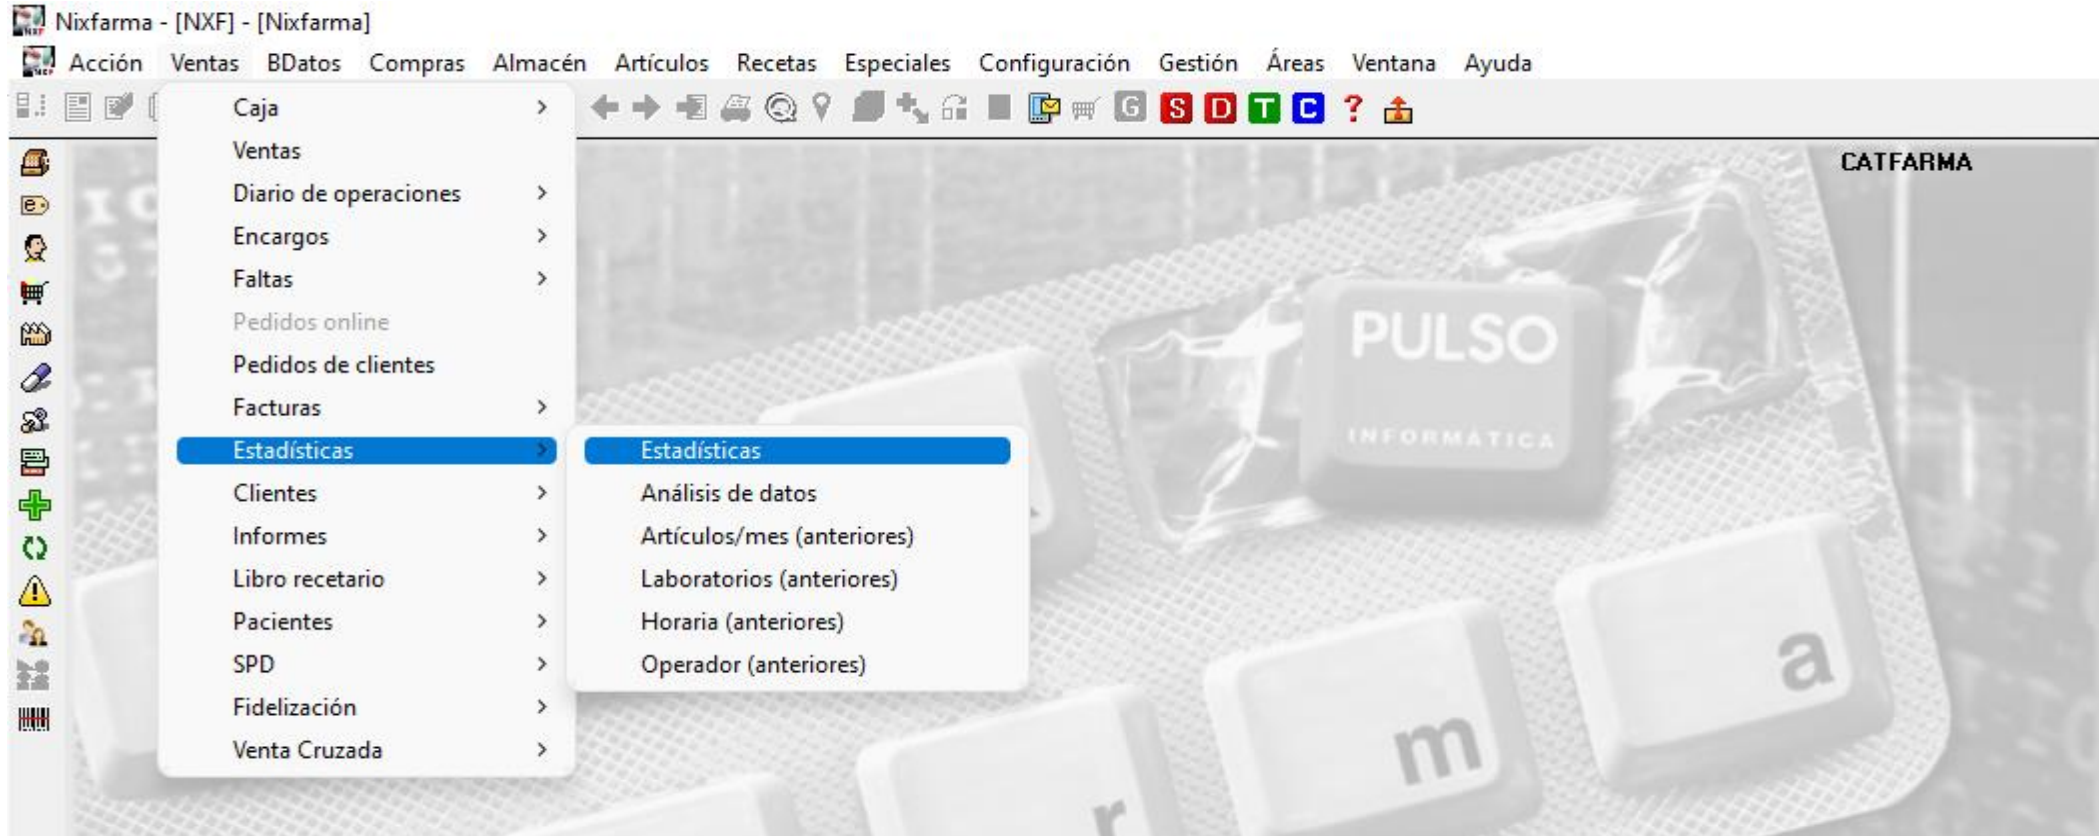 Nixfarma - [NXF] - [Nixfarma]
Acción Ventas BDatos Compras Almacén Artículos Recetas Especiales Configuración Gestión Áreas Ventana Ayuda
G S D T C ?
CATFARMA
Caja
Ventas
Diario de operaciones
Encargos
Faltas
Pedidos online
Pedidos de clientes
Facturas
Estadísticas
Clientes
Informes
Libro recetario
Pacientes
SPD
Fidelización
Venta Cruzada
Estadísticas
Análisis de datos
Artículos/mes (anteriores)
Laboratorios (anteriores)
Horaria (anteriores)
Operador (anteriores)
PULSO
INFORMÁTICA
a
m
r